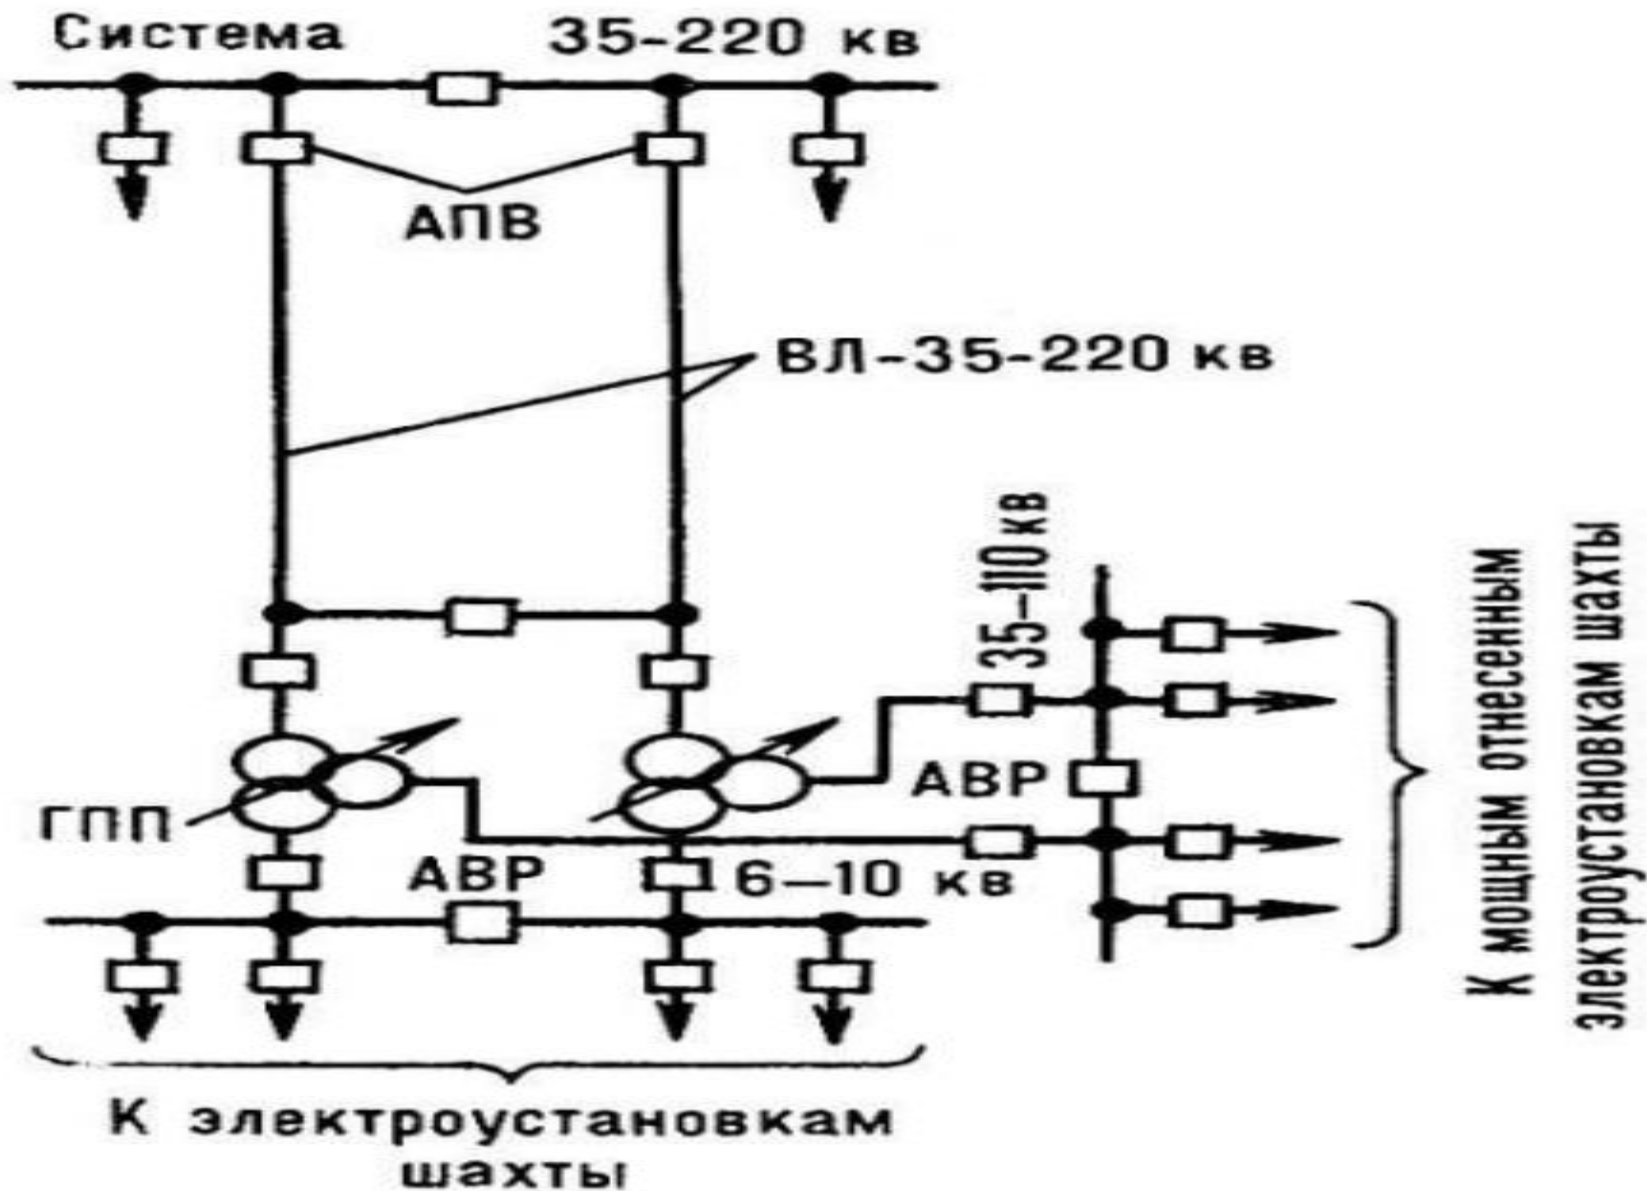 Система
35-220 кв
АПВ
ВЛ-35-220 кв
35-110 кв
АВР
ГПП
АВР
6-10 кв
К электроустановкам
шахты
К мощным отнесенным
электроустановкам шахты